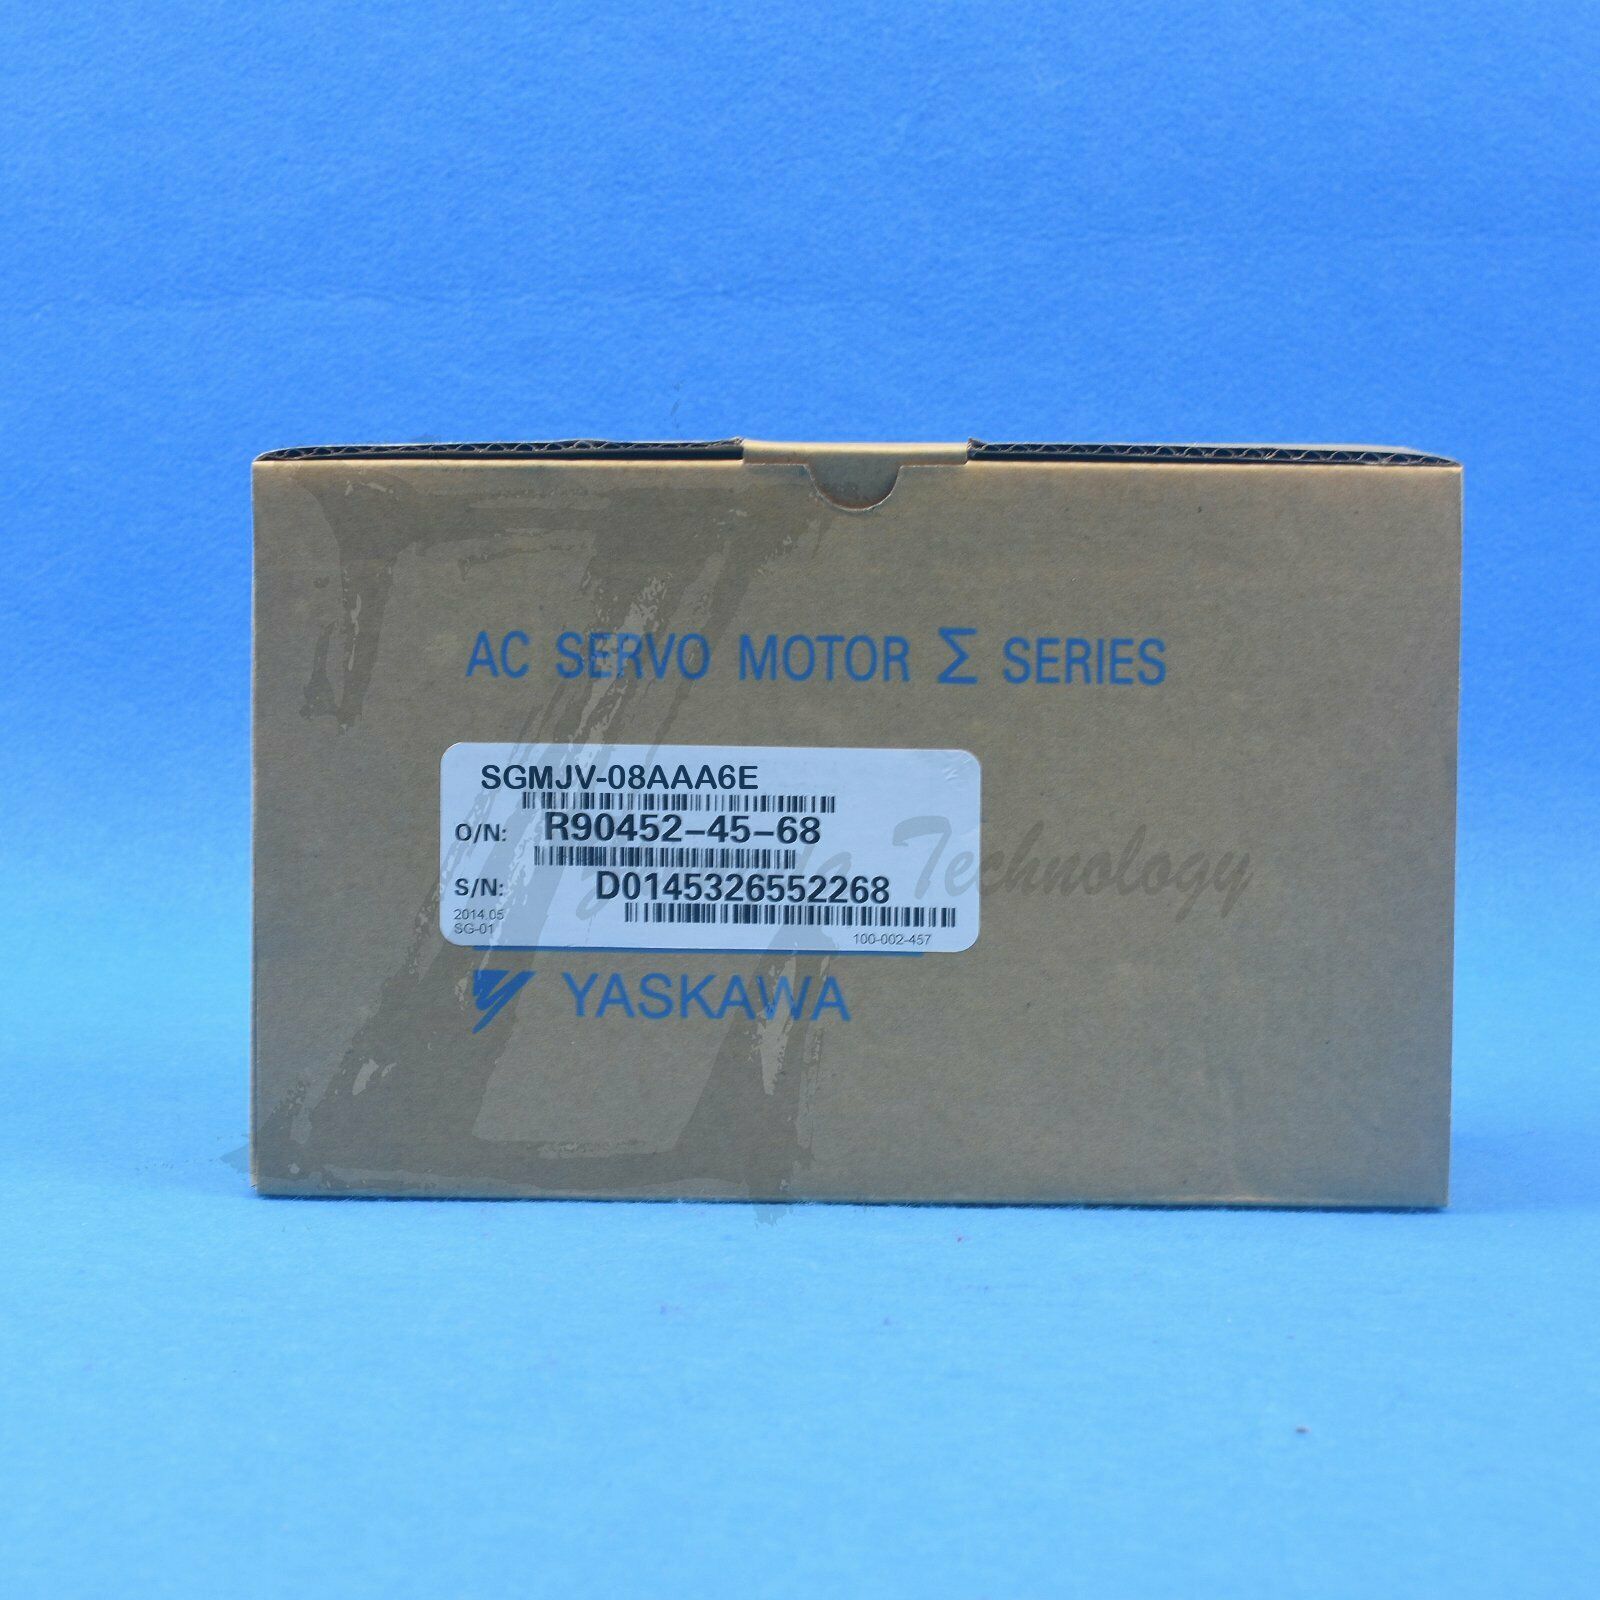 AC SERVO MOTOR Σ SERIES
SGMJV-08AAA6E
O/N: R90452-45-68
S/N: D0145326552268
2014.05
SG-01
100-002-457
YASKAWA
Technology